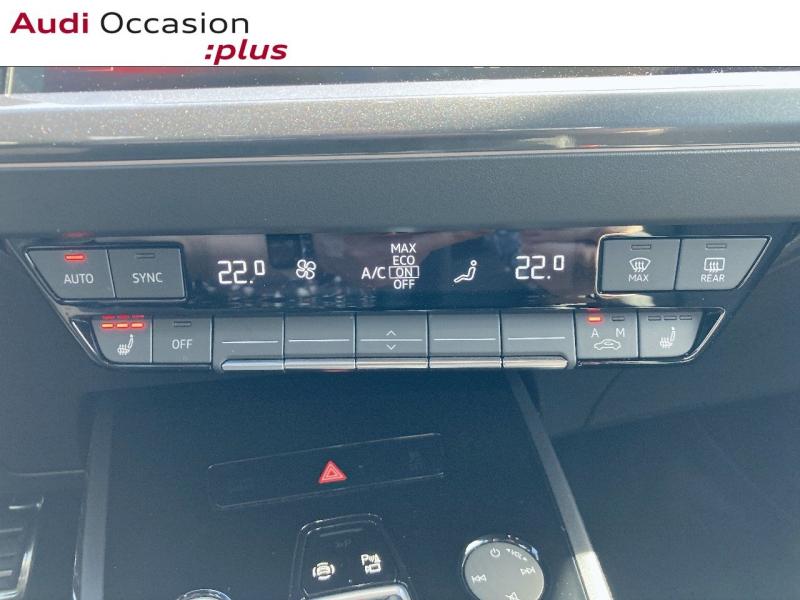 Audi Occasion
:plus
AUTO
SYNC
22.0
MAX
ECO
A/C ON
OFF
22.0
MAX
REAR
OFF
A M